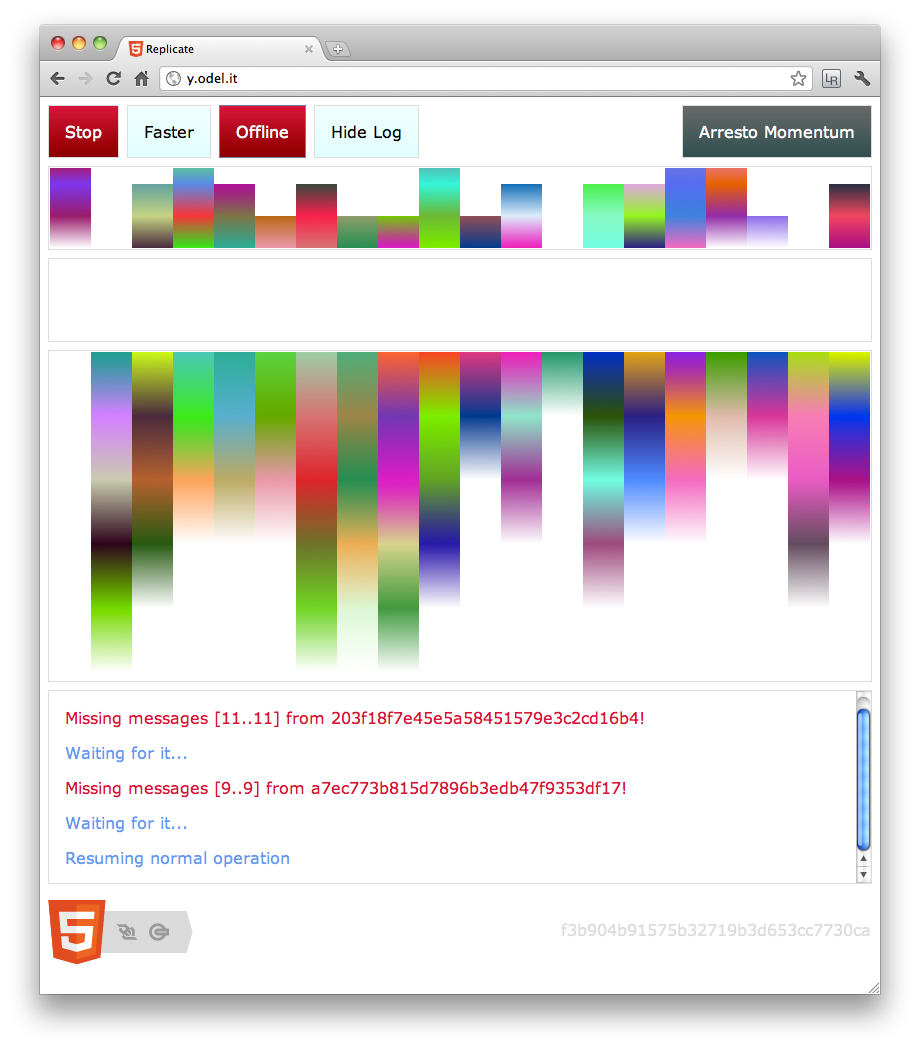 Replicate
y.odel.it
LR
Stop Faster Offline Hide Log Arresto Momentum
Missing messages [11..11] from 203f18f7e45e5a58451579e3c2cd16b4!
Waiting for it...
Missing messages [9..9] from a7ec773b815d7896b3edb47f9353df17!
Waiting for it...
Resuming normal operation
5
f3b904b91575b32719b3d653cc7730ca